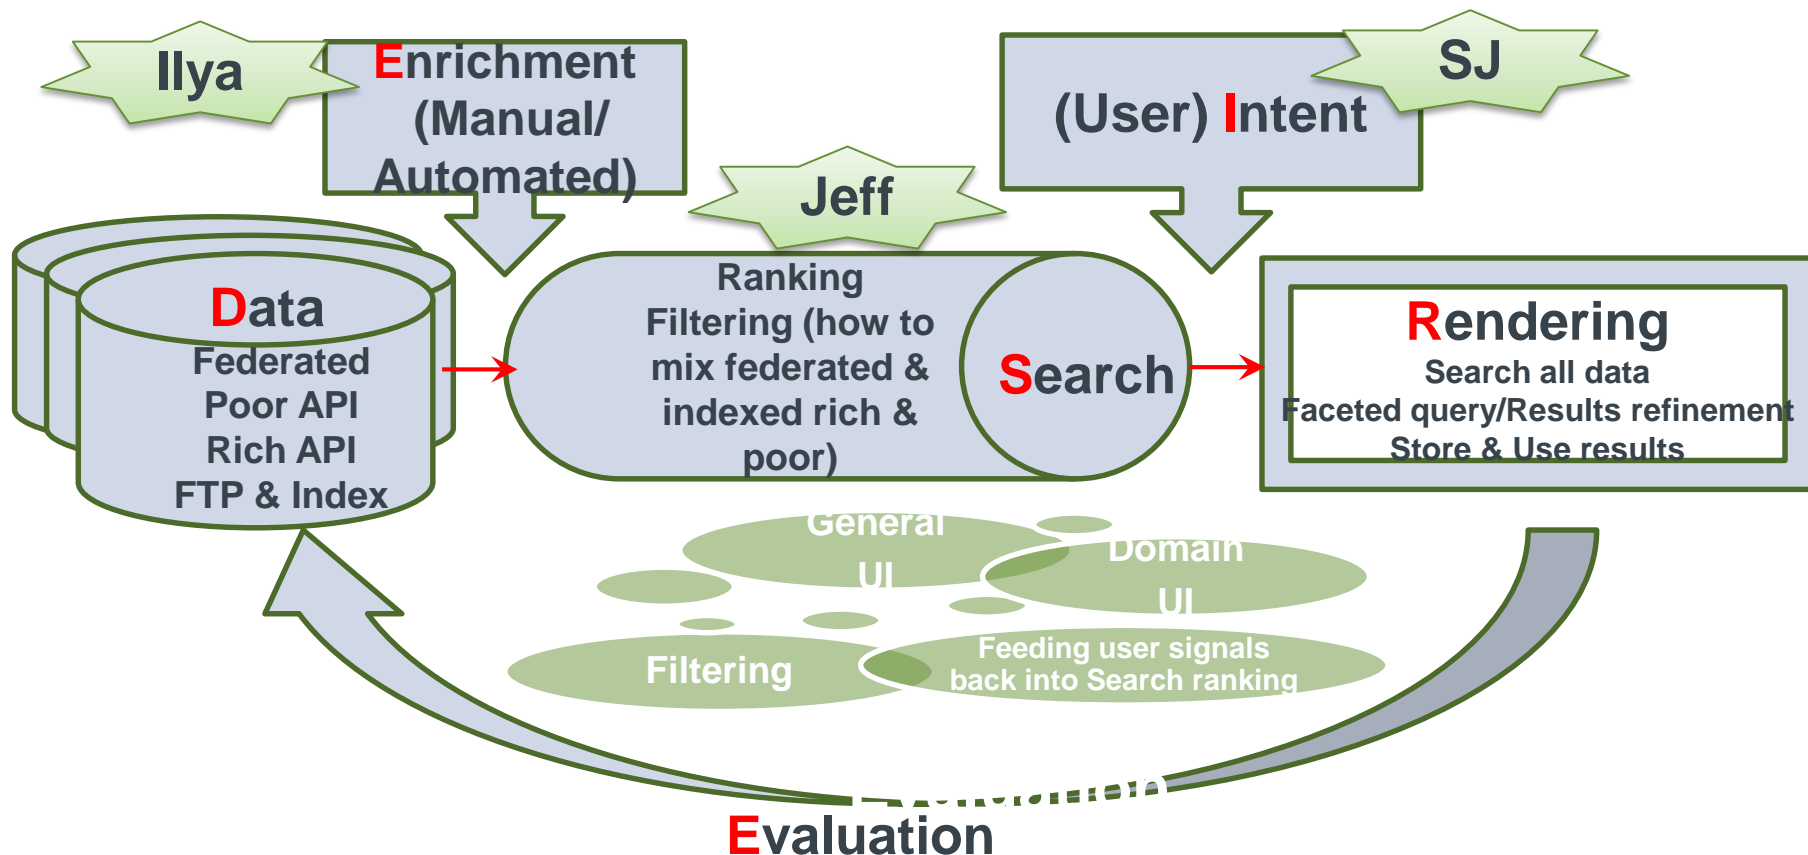 Ilya
Enrichment
(Manual/
Automated)
(User) Intent
SJ
Jeff
Data
Federated
Poor API
Rich API
FTP & Index
Ranking
Filtering (how to
mix federated &
indexed rich &
poor)
Search
Rendering
Search all data
Faceted query/Results refinement
Store & Use results
General
UI
Domain
UI
Filtering
Feeding user signals
back into Search ranking
Evaluation
Evaluation